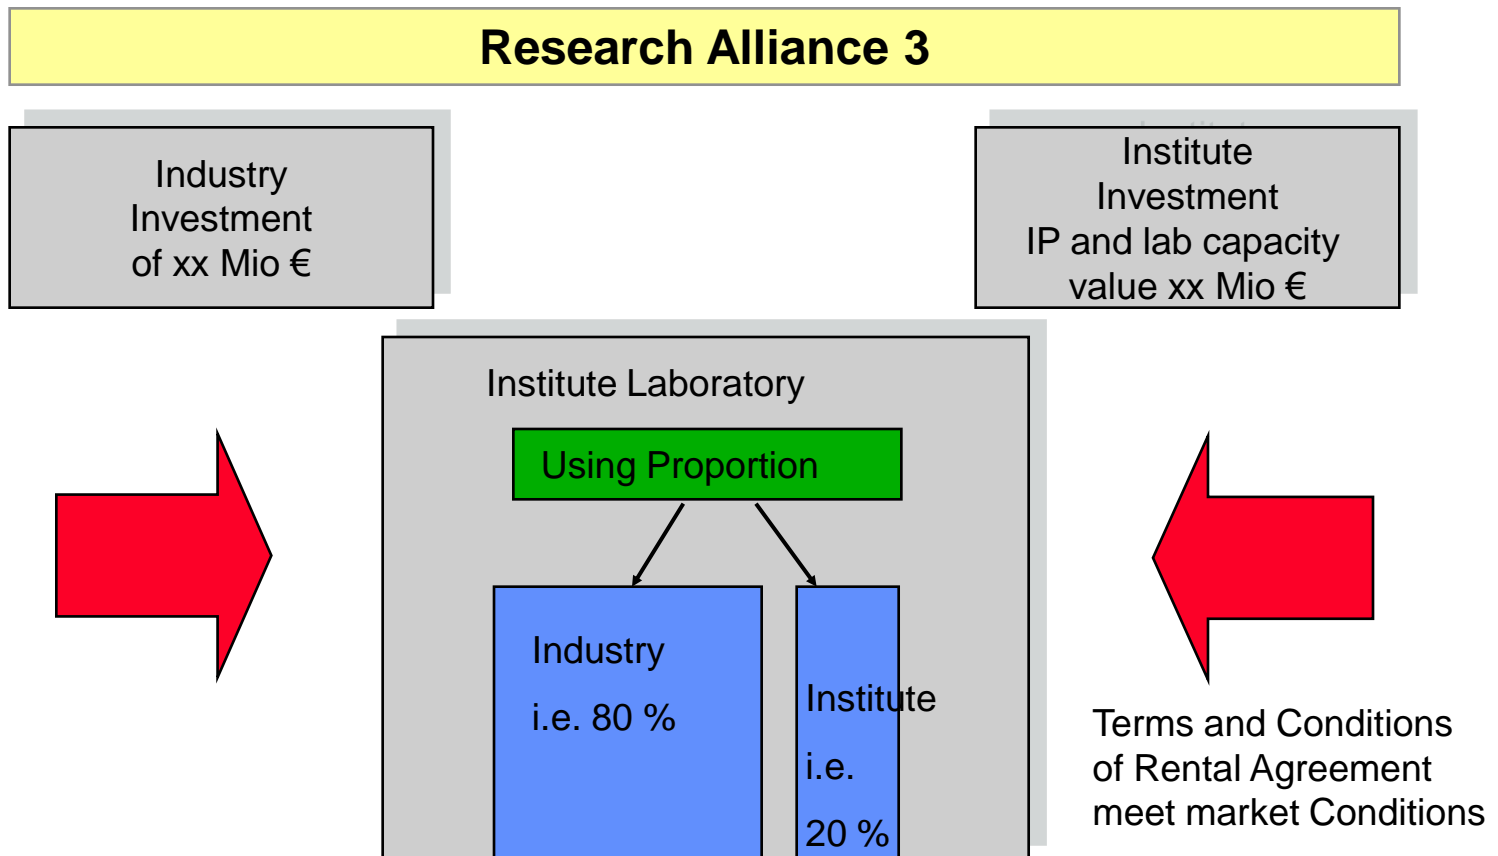 Research Alliance 3
Industry
Investment
of xx Mio €
Institute
Investment
IP and lab capacity
value xx Mio €
Institute Laboratory
Using Proportion
Industry
i.e. 80 %
Institute
i.e.
20 %
Terms and Conditions
of Rental Agreement
meet market Conditions